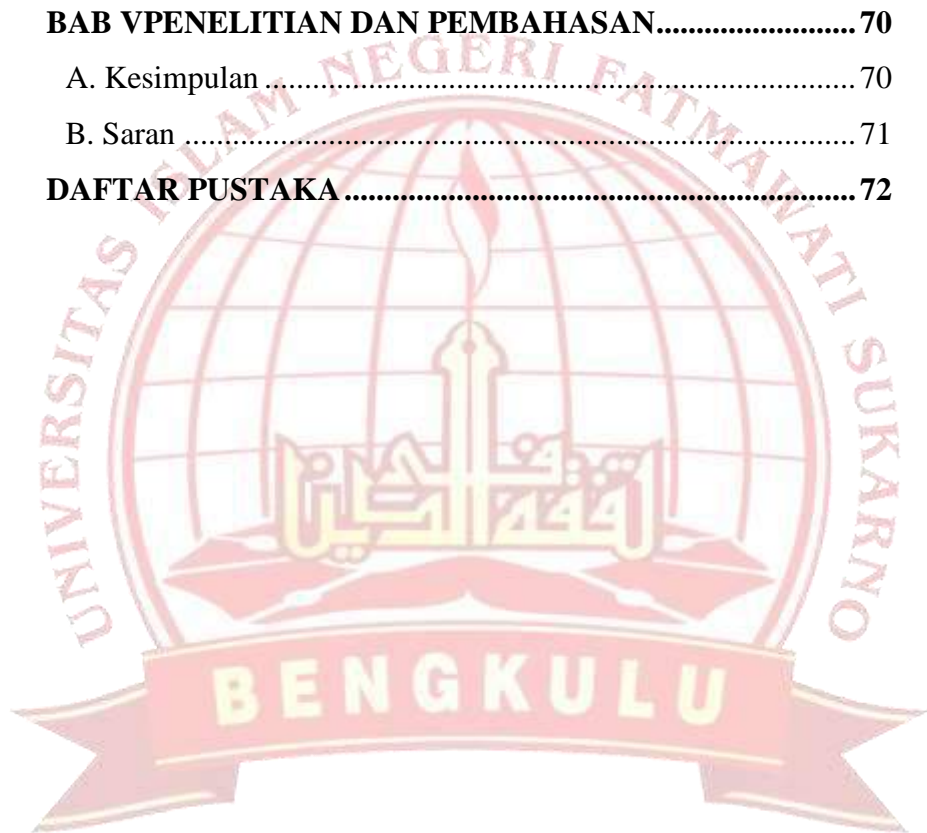 BAB VPENELITIAN DAN PEMBAHASAN......................... 70
A. Kesimpulan .......................................................................... 70
B. Saran .................................................................................... 71
DAFTAR PUSTAKA ................................................................ 72
UNIVERSITAS ISLAM NEGERI FATMAWATI SUKARNO
BENGKULU